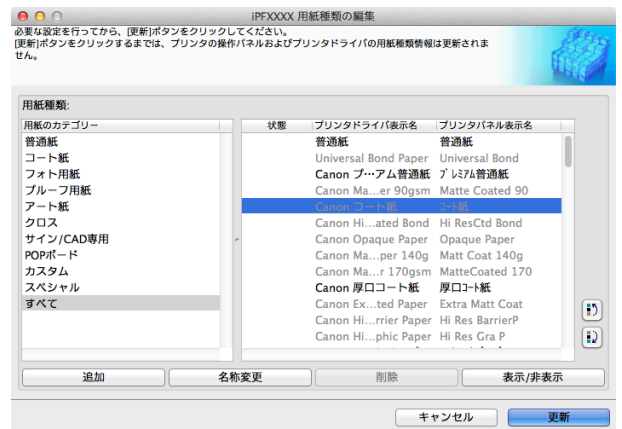 iPFXXXX 用紙種類の編集
必要な設定を行ってから、[更新]ボタンをクリックしてください。
[更新]ボタンをクリックするまでは、プリンタの操作パネルおよびプリンタドライバの用紙種類情報は更新されま
せん。
用紙種類:
用紙のカテゴリー 状態 プリンタドライバ表示名 プリンタパネル表示名
普通紙 普通紙 普通紙
コート紙 Universal Bond Paper Universal Bond
フォト用紙 Canon プ…アム普通紙 プレミアム普通紙
プルーフ用紙 Canon Ma...er 90gsm Matte Coated 90
アート紙 Canon コート紙 コート紙
クロス Canon Hi...ated Bond Hi ResCtd Bond
サイン/CAD専用 Canon Opaque Paper Opaque Paper
POPボード Canon Ma...per 140g Matt Coat 140g
カスタム Canon Ma...r 170gsm MatteCoated 170
スペシャル Canon 厚口コート紙 厚口コート紙
すべて Canon Ex...ted Paper Extra Matt Coat
Canon Hi...rrier Paper Hi Res BarrierP
Canon Hi...phic Paper Hi Res Gra P
追加 名称変更 削除 表示/非表示
キャンセル 更新